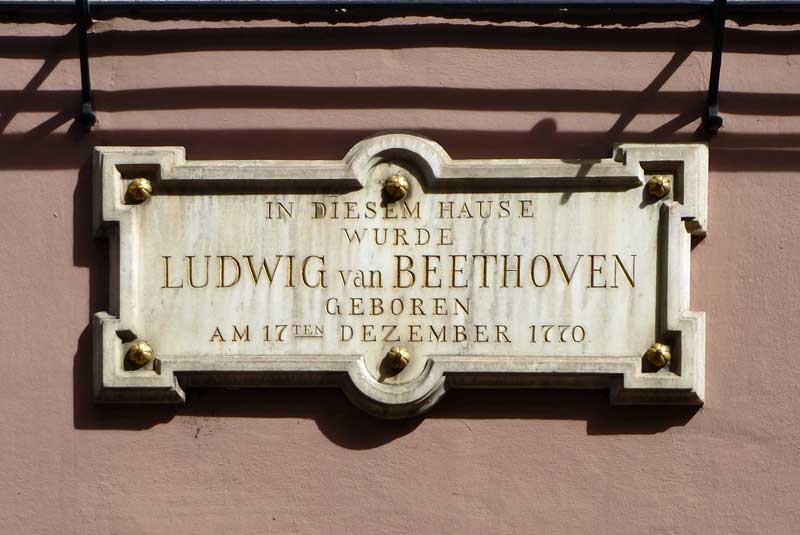 IN DIESEM HAUSE
WURDE
LUDWIG van BEETHOVEN
GEBOREN
AM 17TEN DEZEMBER 1770.